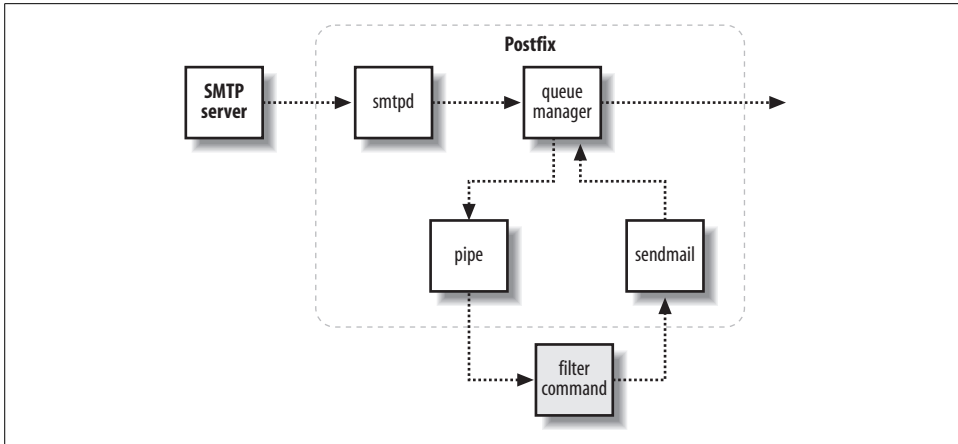 Postfix
SMTP
server
smtpd
queue
manager
pipe
sendmail
filter
command